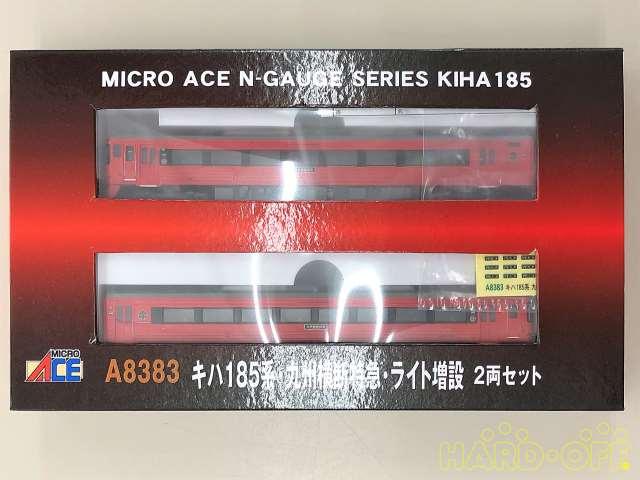 MICRO ACE N-GAUGE SERIES KIHA185
A8383 キハ185系 九
MICRO
ACE
A8383 キハ185系・九州横断特急・ライト増設 2両セット
HARD・OFF